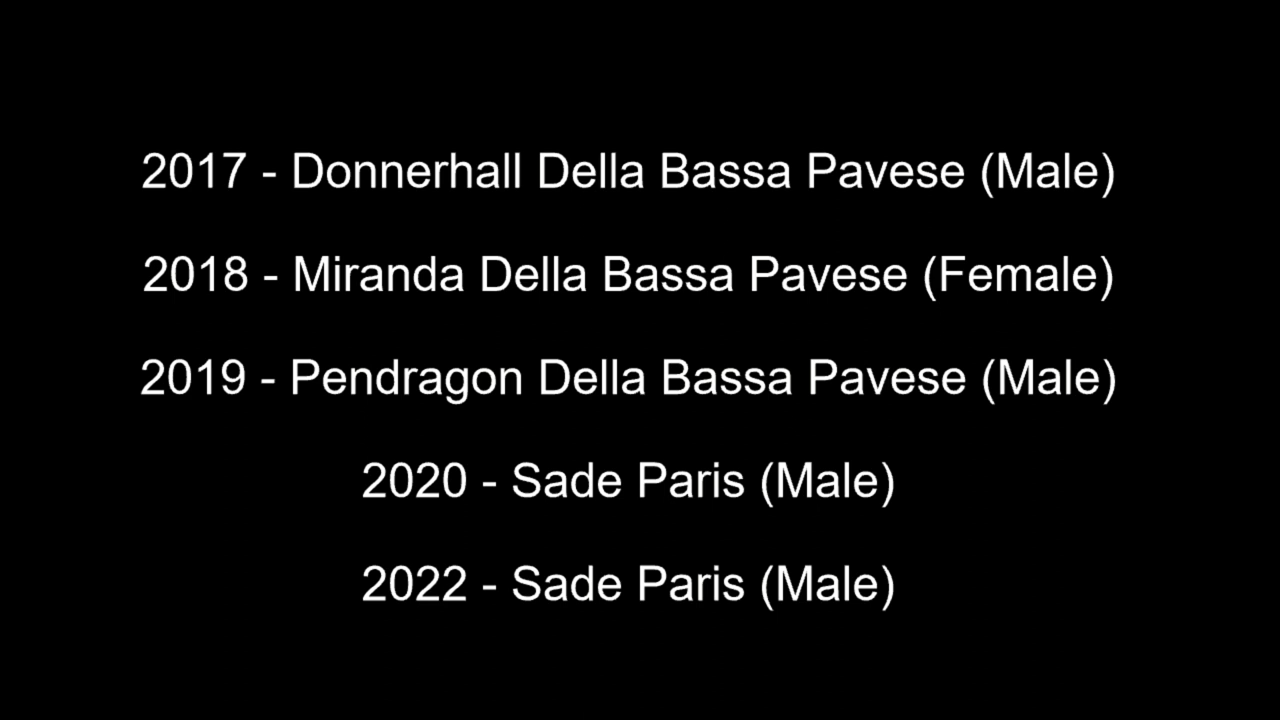 2017 - Donnerhall Della Bassa Pavese (Male)
2018 - Miranda Della Bassa Pavese (Female)
2019 - Pendragon Della Bassa Pavese (Male)
2020 - Sade Paris (Male)
2022 - Sade Paris (Male)